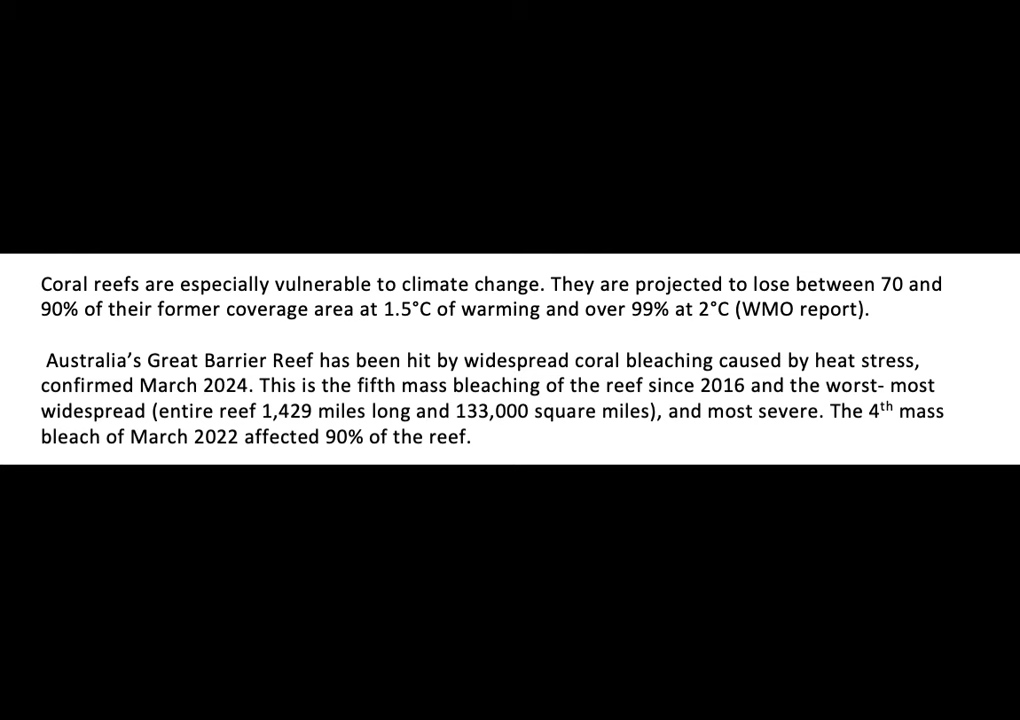 Coral reefs are especially vulnerable to climate change. They are projected to lose between 70 and
90% of their former coverage area at 1.5°C of warming and over 99% at 2°C (WMO report).
Australia’s Great Barrier Reef has been hit by widespread coral bleaching caused by heat stress,
confirmed March 2024. This is the fifth mass bleaching of the reef since 2016 and the worst- most
widespread (entire reef 1,429 miles long and 133,000 square miles), and most severe. The 4th mass
bleach of March 2022 affected 90% of the reef.